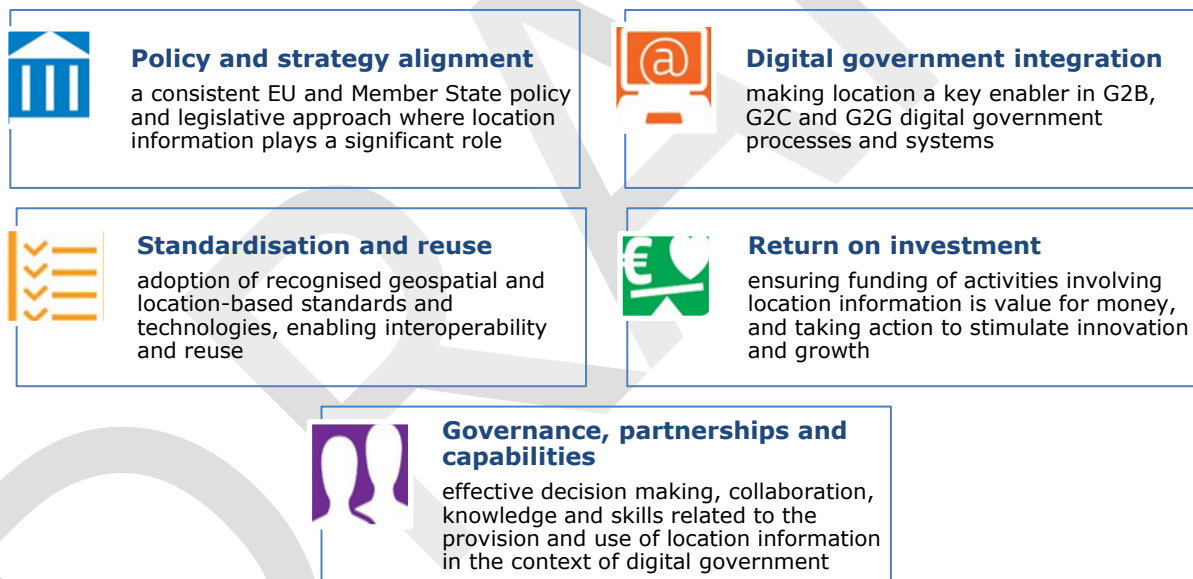 Policy and strategy alignment
a consistent EU and Member State policy
and legislative approach where location
information plays a significant role
@
Digital government integration
making location a key enabler in G2B,
G2C and G2G digital government
processes and systems
Standardisation and reuse
adoption of recognised geospatial and
location-based standards and
technologies, enabling interoperability
and reuse
€
Return on investment
ensuring funding of activities involving
location information is value for money,
and taking action to stimulate innovation
and growth
Governance, partnerships and
capabilities
effective decision making, collaboration,
knowledge and skills related to the
provision and use of location information
in the context of digital government